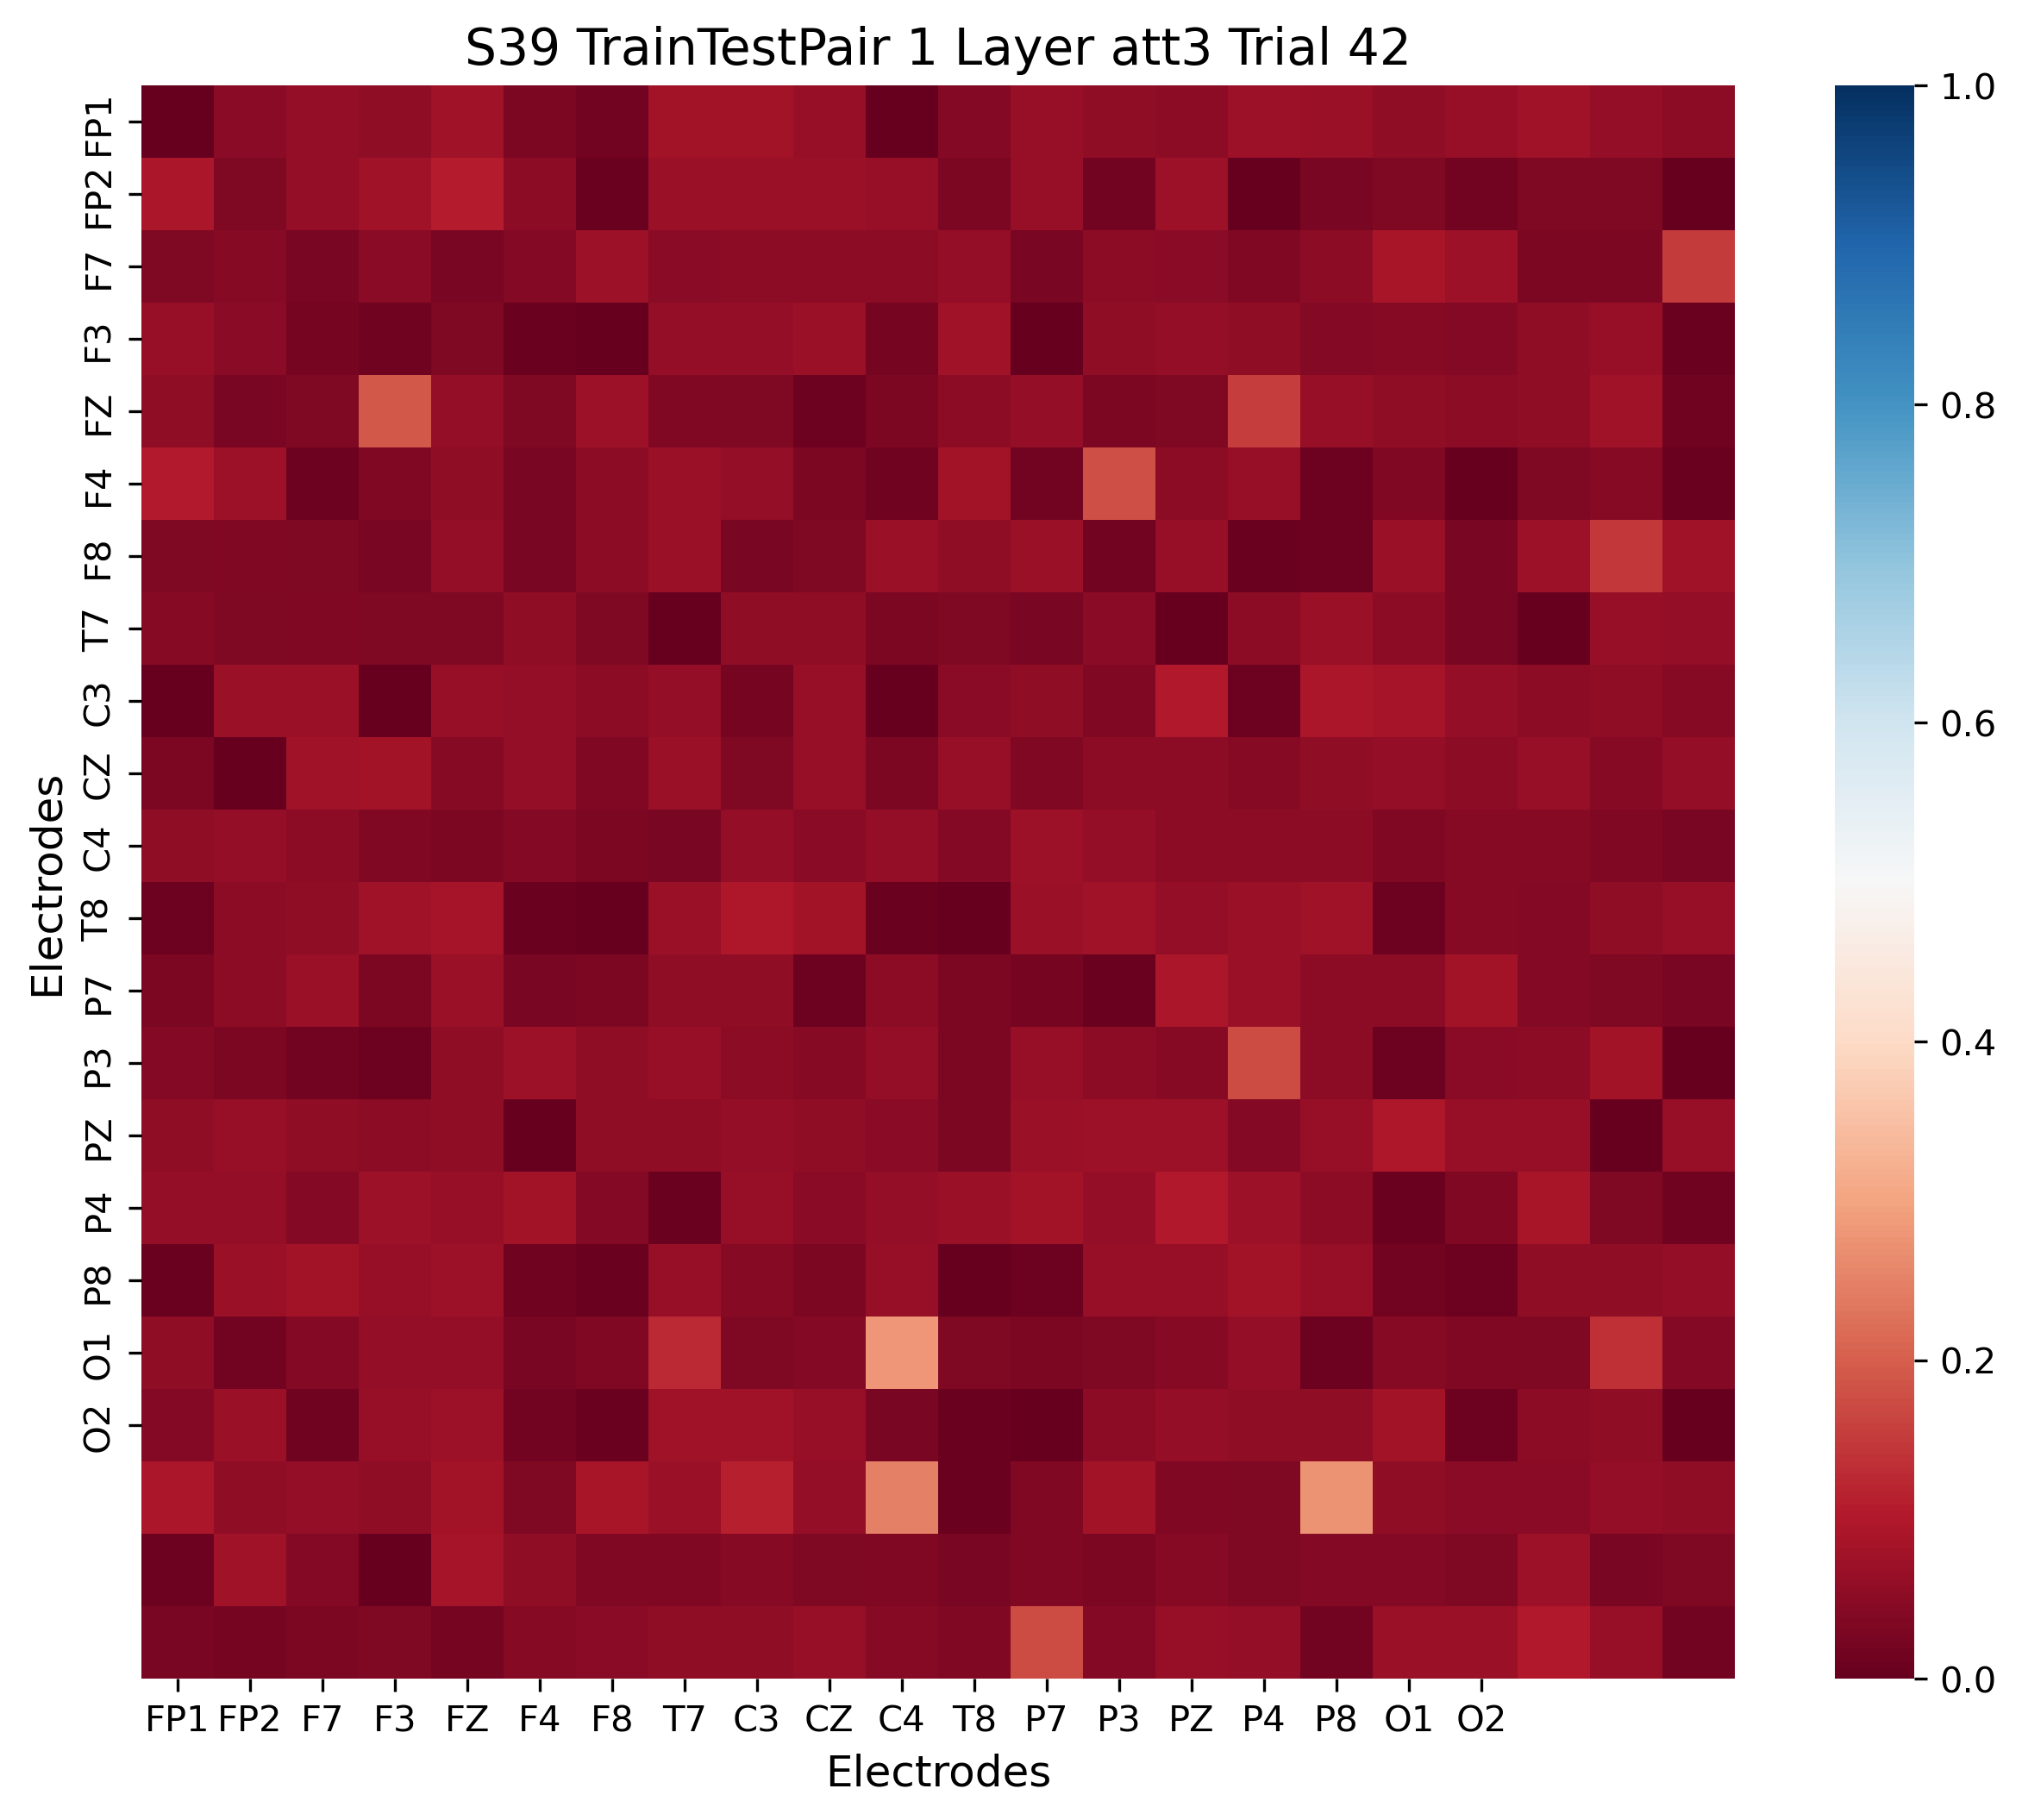 S39 TrainTestPair 1 Layer att3 Trial 42
Electrodes
FP1
FP2
F7
F3
FZ
F4
F8
T7
C3
CZ
C4
T8
P7
P3
PZ
P4
P8
O1
O2
FP1 FP2 F7 F3 FZ F4 F8 T7 C3 CZ C4 T8 P7 P3 PZ P4 P8 O1 O2
Electrodes
1.0
0.8
0.6
0.4
0.2
0.0